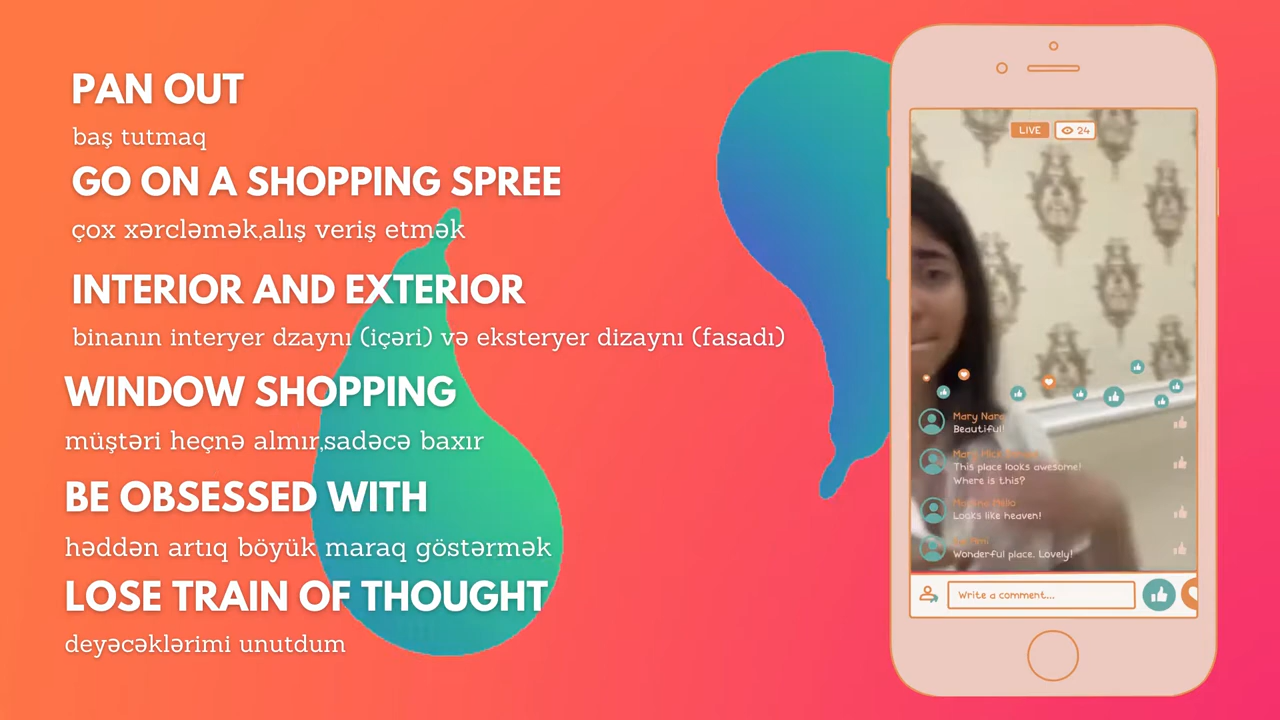 PAN OUT
baş tutmaq
GO ON A SHOPPING SPREE
çox xərcləmək,alış veriş etmək
INTERIOR AND EXTERIOR
binanın interyer dzaynı (içəri) və eksteryer dizaynı (fasadı)
WINDOW SHOPPING
müştəri heçnə almır,sadəcə baxır
BE OBSESSED WITH
həddən artıq böyük maraq göstərmək
LOSE TRAIN OF THOUGHT
deyəcəklərimi unutdum
LIVE 24
Mary Nara
Beautiful!
This place looks awesome!
Where is this?
Looks like heaven!
Wonderful place. Lovely!
Write a comment...